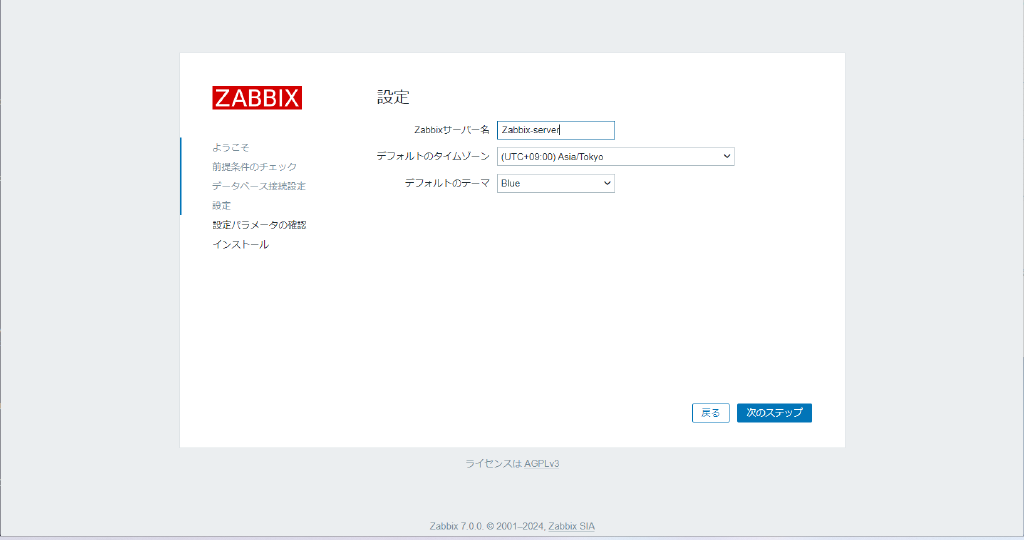 ZABBIX
ようこそ
前提条件のチェック
データベース接続設定
設定
設定パラメータの確認
インストール
設定
Zabbixサーバー名 Zabbix-server
デフォルトのタイムゾーン (UTC+09:00) Asia/Tokyo
デフォルトのテーマ Blue
戻る 次のステップ
ライセンスは AGPLv3
Zabbix 7.0.0. © 2001–2024, Zabbix SIA